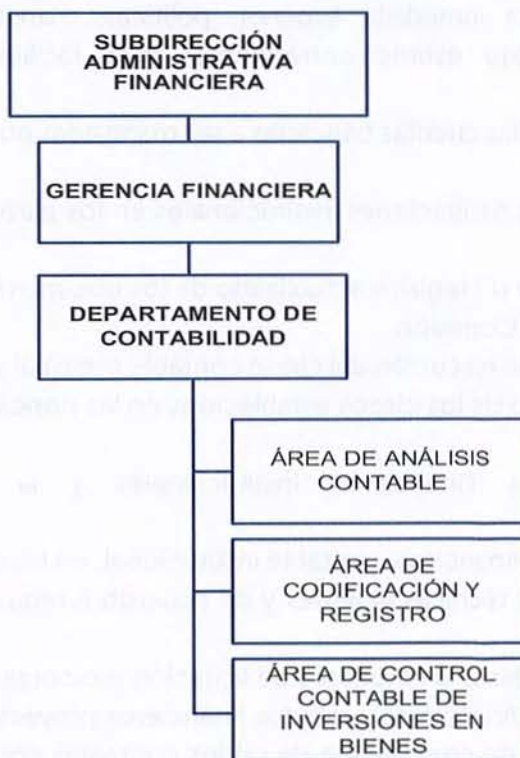 SUBDIRECCIÓN
ADMINISTRATIVA
FINANCIERA
GERENCIA FINANCIERA
DEPARTAMENTO DE
CONTABILIDAD
ÁREA DE ANÁLISIS
CONTABLE
ÁREA DE
CODIFICACIÓN Y
REGISTRO
ÁREA DE CONTROL
CONTABLE DE
INVERSIONES EN
BIENES